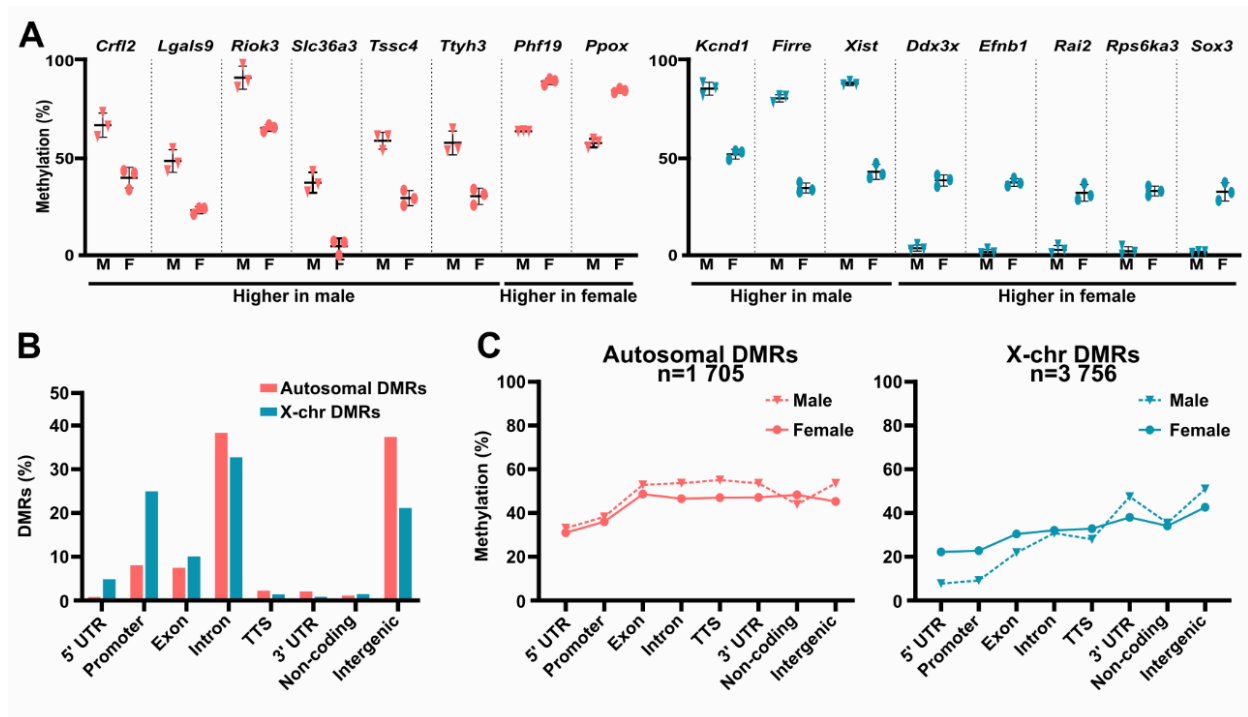 A
Crfl2 Lgals9 Riok3 Slc36a3 Tssc4 Ttyh3 Phf19 Ppox
Methylation (%)
100
50
0
M F M F M F M F M F M F M F M F
Higher in male Higher in female
Kcnd1 Firre Xist Ddx3x Efnb1 Rai2 Rps6ka3 Sox3
100
50
0
M F M F M F M F M F M F M F M F
Higher in male Higher in female
B
Autosomal DMRs
X-chr DMRs
DMRs (%)
50
40
30
20
10
0
5' UTR
Promoter
Exon
Intron
TTS
3' UTR
Non-coding
Intergenic
C
Autosomal DMRs
n=1 705
Male
Female
Methylation (%)
100
80
60
40
20
0
5' UTR
Promoter
Exon
Intron
TTS
3' UTR
Non-coding
Intergenic
X-chr DMRs
n=3 756
Male
Female
100
80
60
40
20
0
5' UTR
Promoter
Exon
Intron
TTS
3' UTR
Non-coding
Intergenic